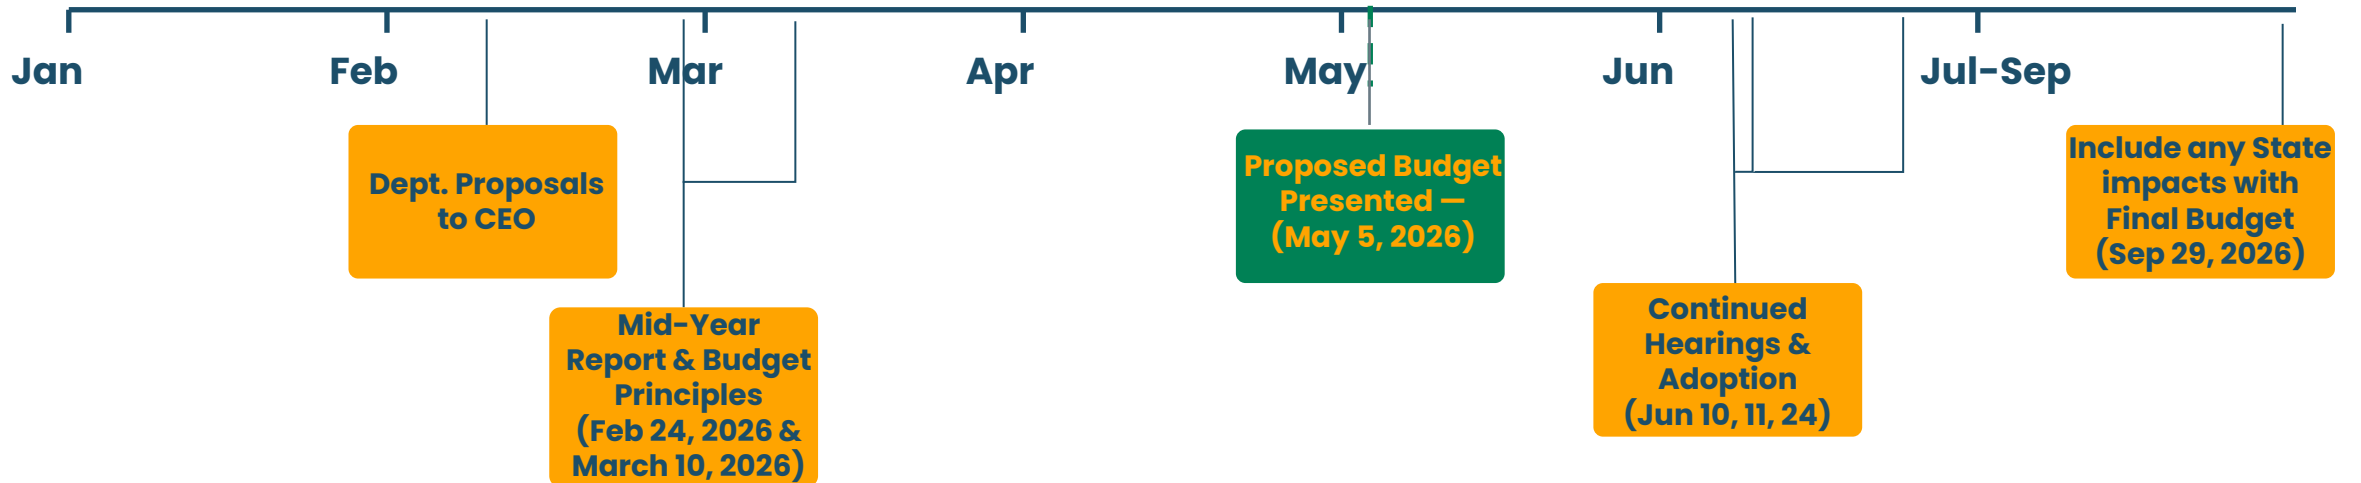 Jan
Feb
Mar
Apr
May
Jun
Jul-Sep
Dept. Proposals
to CEO
Mid-Year
Report & Budget
Principles
(Feb 24, 2026 &
March 10, 2026)
Proposed Budget
Presented —
(May 5, 2026)
Continued
Hearings &
Adoption
(Jun 10, 11, 24)
Include any State
impacts with
Final Budget
(Sep 29, 2026)